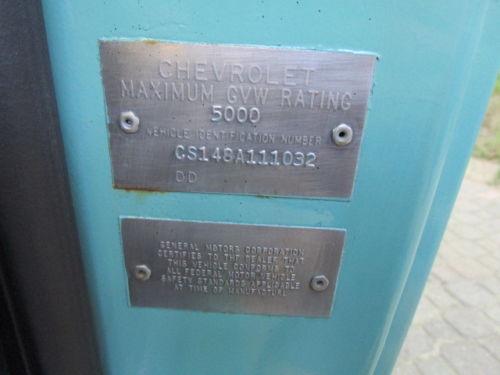 CHEVROLET
MAXIMUM GVW RATING
5000
VEHICLE IDENTIFICATION NUMBER
CS148A111032
DD
GENERAL MOTORS CORPORATION
CERTIFIES TO THE DEALER THAT
THIS VEHICLE CONFORMS TO
ALL FEDERAL MOTOR VEHICLE
SAFETY STANDARDS APPLICABLE
AT TIME OF MANUFACTURE